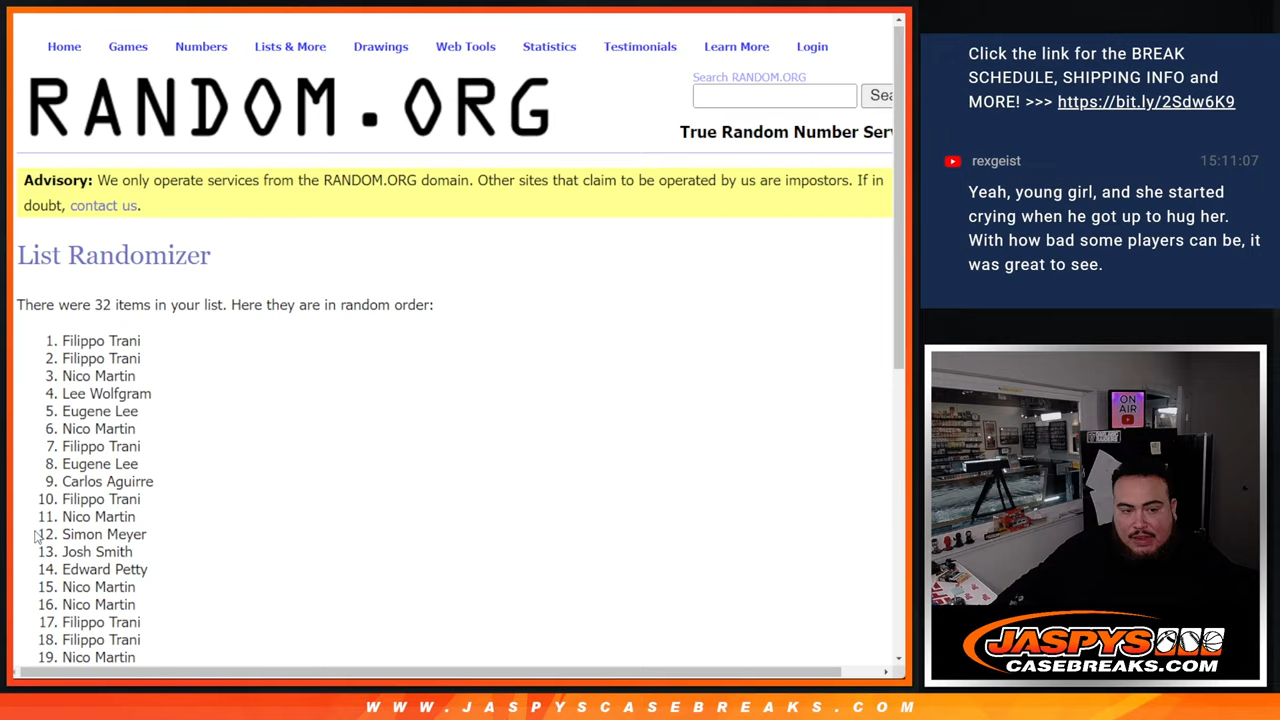 Home Games Numbers Lists & More Drawings Web Tools Statistics Testimonials Learn More Login
RANDOM.ORG
Search RANDOM.ORG
Sea
True Random Number Serv
Advisory: We only operate services from the RANDOM.ORG domain. Other sites that claim to be operated by us are impostors. If in
doubt, contact us.
List Randomizer
There were 32 items in your list. Here they are in random order:
1. Filippo Trani
2. Filippo Trani
3. Nico Martin
4. Lee Wolfgram
5. Eugene Lee
6. Nico Martin
7. Filippo Trani
8. Eugene Lee
9. Carlos Aguirre
10. Filippo Trani
11. Nico Martin
12. Simon Meyer
13. Josh Smith
14. Edward Petty
15. Nico Martin
16. Nico Martin
17. Filippo Trani
18. Filippo Trani
19. Nico Martin
Click the link for the BREAK
SCHEDULE, SHIPPING INFO and
MORE! >>> https://bit.ly/2Sdw6K9
rexgeist 15:11:07
Yeah, young girl, and she started
crying when he got up to hug her.
With how bad some players can be, it
was great to see.
ON
AIR
JASPYS
CASEBREAKS.COM
WWW.JASPYSCASEBREAKS.COM